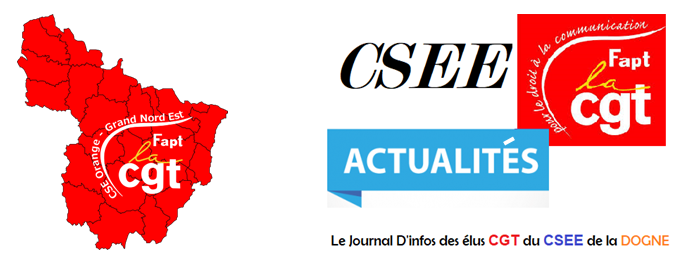 CSE Orange - Grand Nord Est
Fapt
la
cgt
CSEE
pour le droit à la communication
Fapt
la
cgt
ACTUALITÉS
Le Journal D'infos des élus CGT du CSEE de la DOGNE